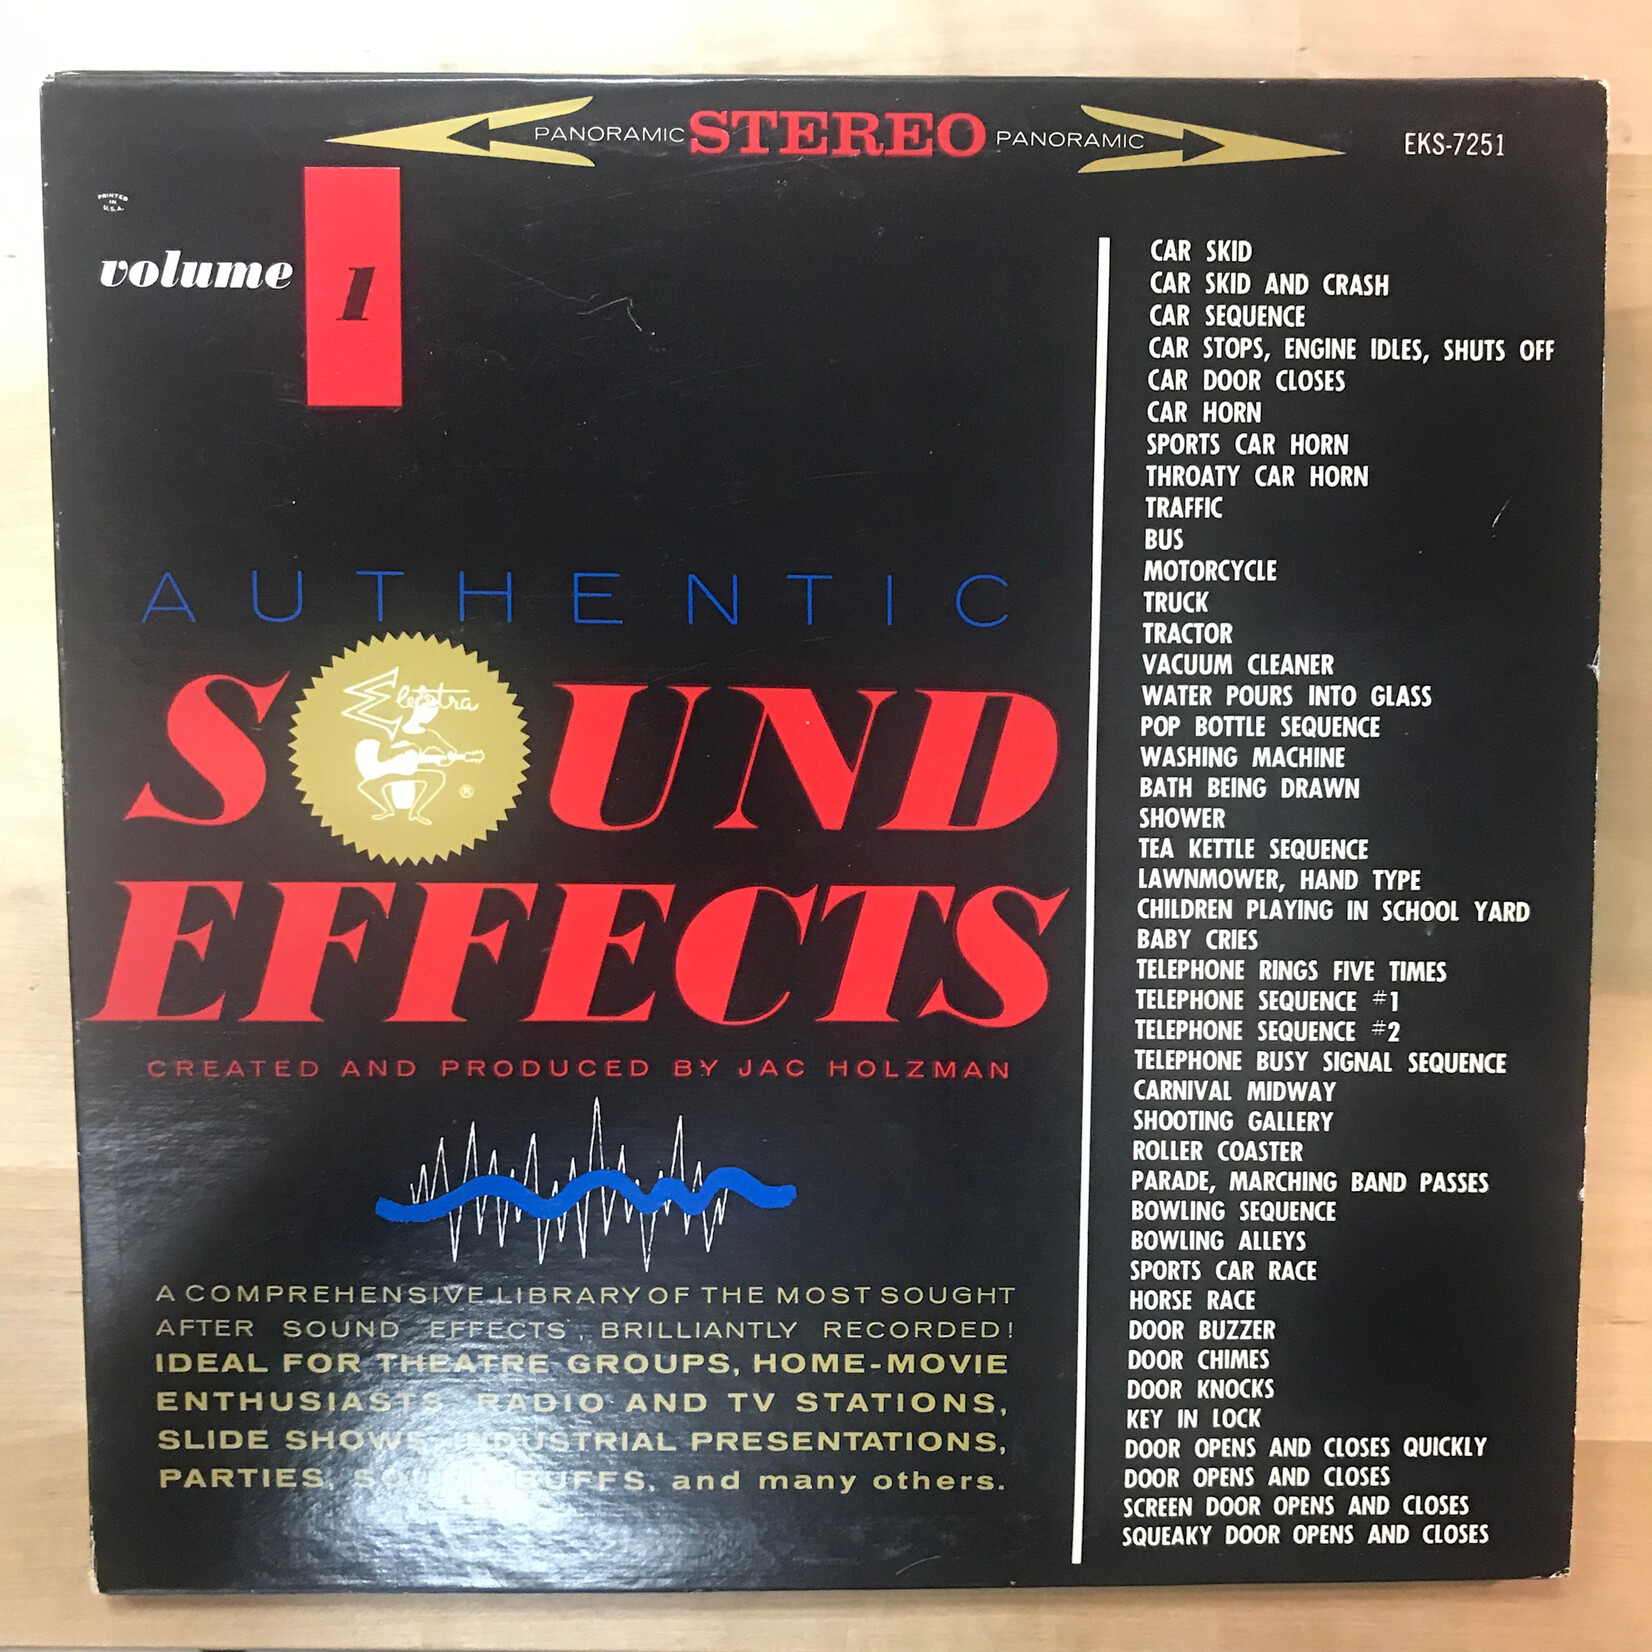 PANORAMIC STEREO PANORAMIC
EKS-7251
PRINTED
IN
U.S.A.
volume 1
AUTHENTIC
SOUND
Elektra
®
EFFECTS
CREATED AND PRODUCED BY JAC HOLZMAN
A COMPREHENSIVE LIBRARY OF THE MOST SOUGHT
AFTER SOUND EFFECTS, BRILLIANTLY RECORDED!
IDEAL FOR THEATRE GROUPS, HOME-MOVIE
ENTHUSIASTS, RADIO AND TV STATIONS,
SLIDE SHOWS, INDUSTRIAL PRESENTATIONS,
PARTIES, SOUND BUFFS, and many others.
CAR SKID
CAR SKID AND CRASH
CAR SEQUENCE
CAR STOPS, ENGINE IDLES, SHUTS OFF
CAR DOOR CLOSES
CAR HORN
SPORTS CAR HORN
THROATY CAR HORN
TRAFFIC
BUS
MOTORCYCLE
TRUCK
TRACTOR
VACUUM CLEANER
WATER POURS INTO GLASS
POP BOTTLE SEQUENCE
WASHING MACHINE
BATH BEING DRAWN
SHOWER
TEA KETTLE SEQUENCE
LAWNMOWER, HAND TYPE
CHILDREN PLAYING IN SCHOOL YARD
BABY CRIES
TELEPHONE RINGS FIVE TIMES
TELEPHONE SEQUENCE #1
TELEPHONE SEQUENCE #2
TELEPHONE BUSY SIGNAL SEQUENCE
CARNIVAL MIDWAY
SHOOTING GALLERY
ROLLER COASTER
PARADE, MARCHING BAND PASSES
BOWLING SEQUENCE
BOWLING ALLEYS
SPORTS CAR RACE
HORSE RACE
DOOR BUZZER
DOOR CHIMES
DOOR KNOCKS
KEY IN LOCK
DOOR OPENS AND CLOSES QUICKLY
DOOR OPENS AND CLOSES
SCREEN DOOR OPENS AND CLOSES
SQUEAKY DOOR OPENS AND CLOSES